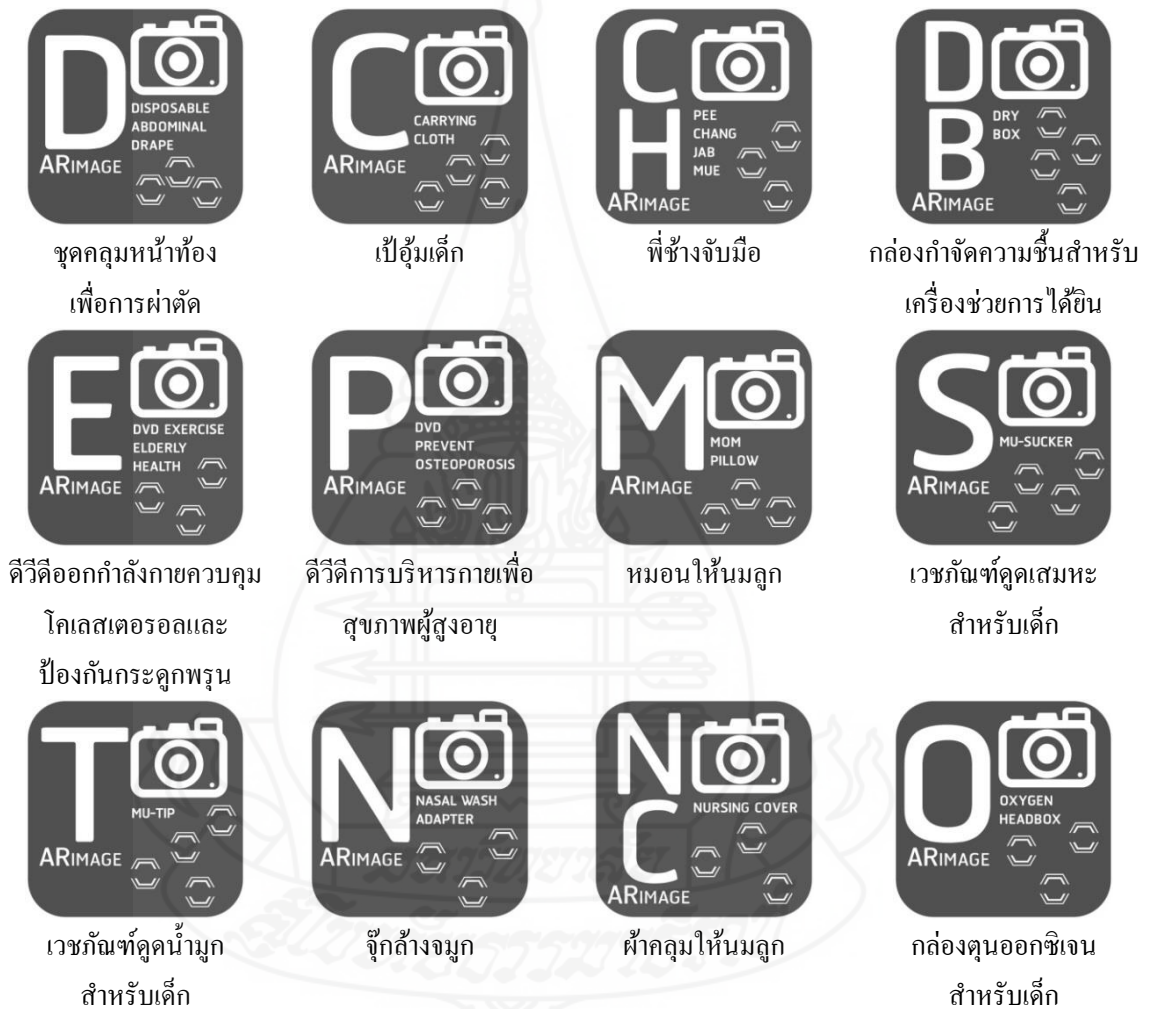 D
DISPOSABLE
ABDOMINAL
DRAPE
ARIMAGE
ชุดคลุมหน้าท้อง
เพื่อการผ่าตัด
C
CARRYING
CLOTH
ARIMAGE
เป้อุ้มเด็ก
C
H
PEE
CHANG
JAB
MUE
ARIMAGE
พี่ช้างจับมือ
D
B
DRY
BOX
ARIMAGE
กล่องกำจัดความชื้นสำหรับ
เครื่องช่วยการได้ยิน
E
DVD EXERCISE
ELDERLY
HEALTH
ARIMAGE
ดีวีดีออกกำลังกายควบคุม
โคเลสเตอรอลและ
ป้องกันกระดูกพรุน
P
DVD
PREVENT
OSTEOPOROSIS
ARIMAGE
ดีวีดีการบริหารกายเพื่อ
สุขภาพผู้สูงอายุ
M
MOM
PILLOW
ARIMAGE
หมอนให้นมลูก
S
MU-SUCKER
ARIMAGE
เวชภัณฑ์ดูดเสมหะ
สำหรับเด็ก
T
MU-TIP
ARIMAGE
เวชภัณฑ์ดูดน้ำมูก
สำหรับเด็ก
N
NASAL WASH
ADAPTER
ARIMAGE
จุ๊กล้างจมูก
N
C
NURSING COVER
ARIMAGE
ผ้าคลุมให้นมลูก
O
OXYGEN
HEADBOX
ARIMAGE
กล่องตุนออกซิเจน
สำหรับเด็ก